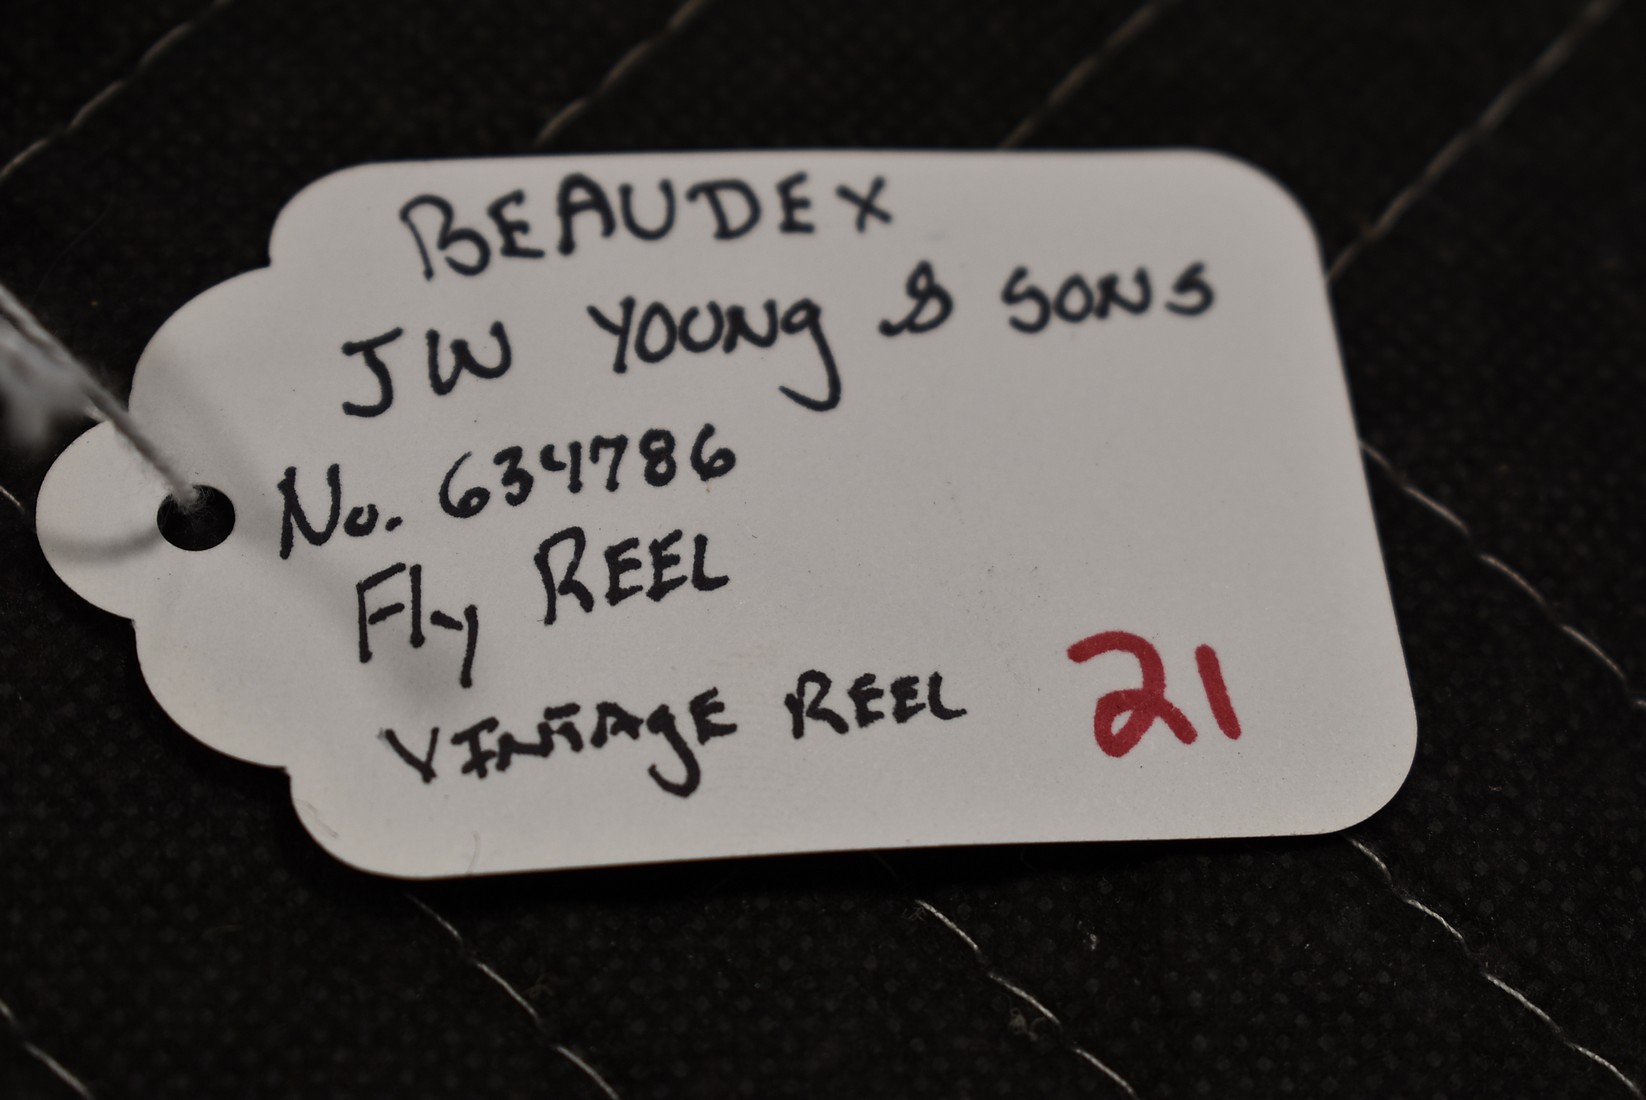 BEAUDEX
JW YOUNg & SONS
No. 634786
Fly REEL
VINTAgE REEL 21